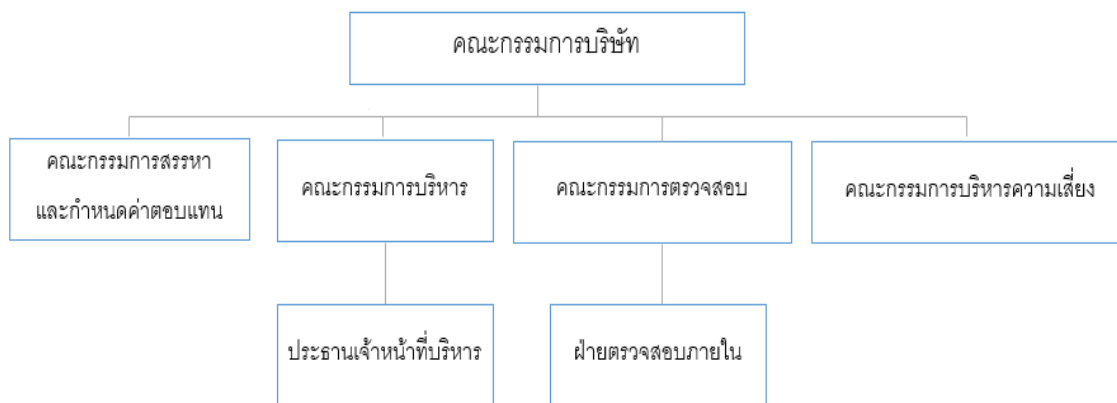 คณะกรรมการบริษัท
คณะกรรมการสรรหา
และกำหนดค่าตอบแทน
คณะกรรมการบริหาร
คณะกรรมการตรวจสอบ
คณะกรรมการบริหารความเสี่ยง
ประธานเจ้าหน้าที่บริหาร
ฝ่ายตรวจสอบภายใน